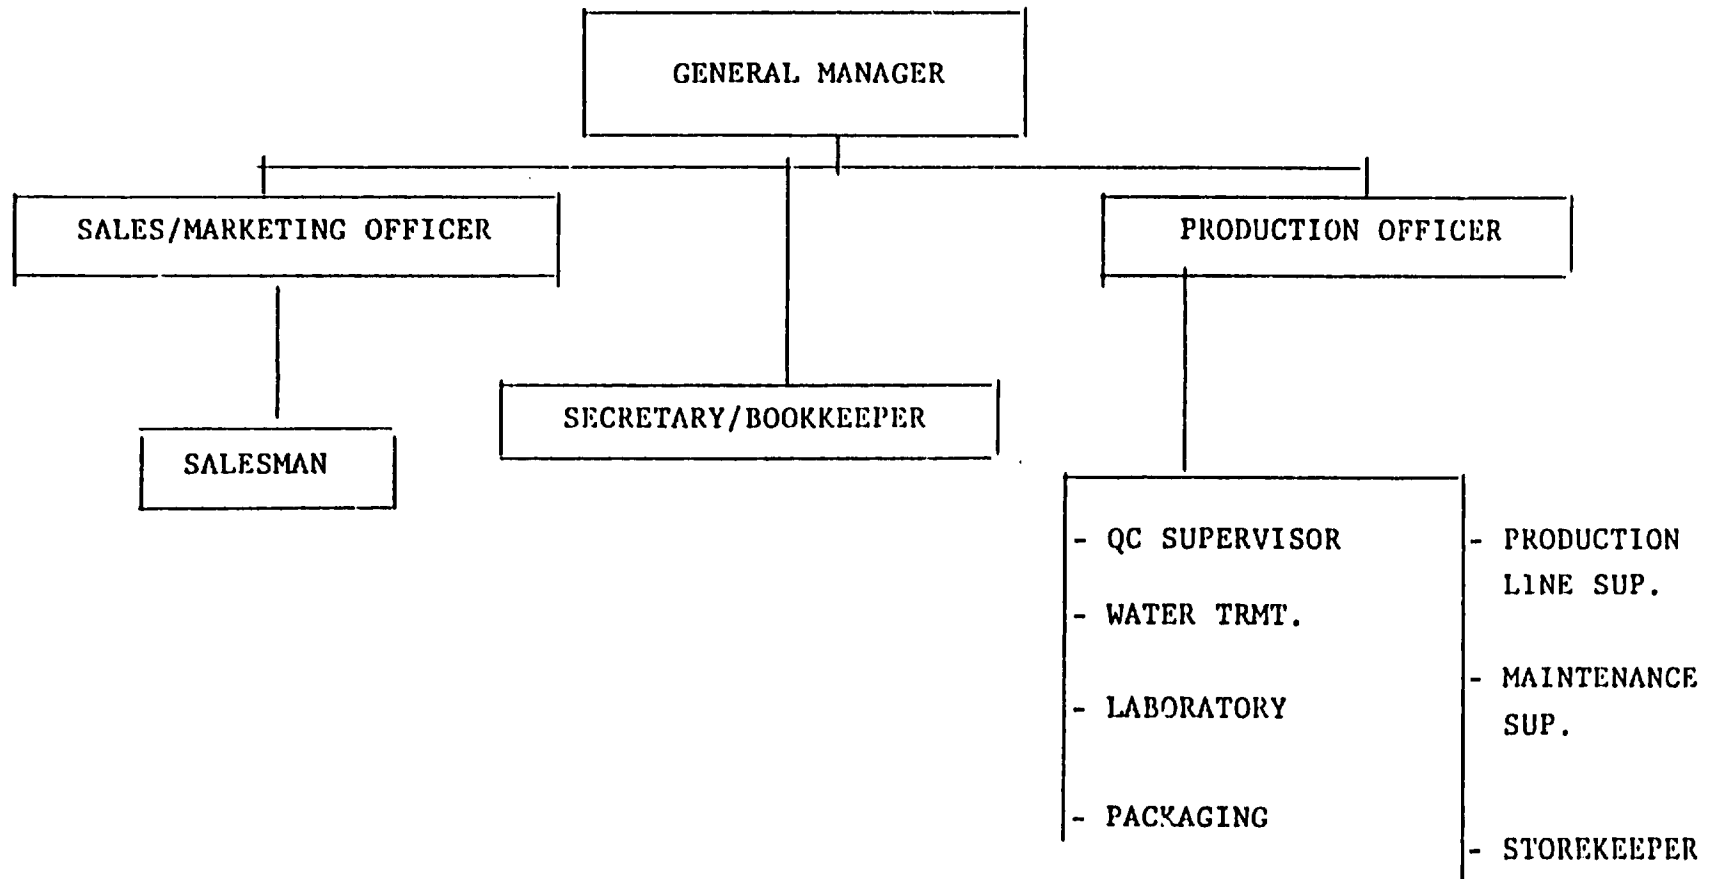 GENERAL MANAGER
SALES/MARKETING OFFICER
PRODUCTION OFFICER
SECRETARY/BOOKKEEPER
SALESMAN
- QC SUPERVISOR
- WATER TRMT.
- LABORATORY
- PACKAGING
- PRODUCTION
LINE SUP.
- MAINTENANCE
SUP.
- STOREKEEPER